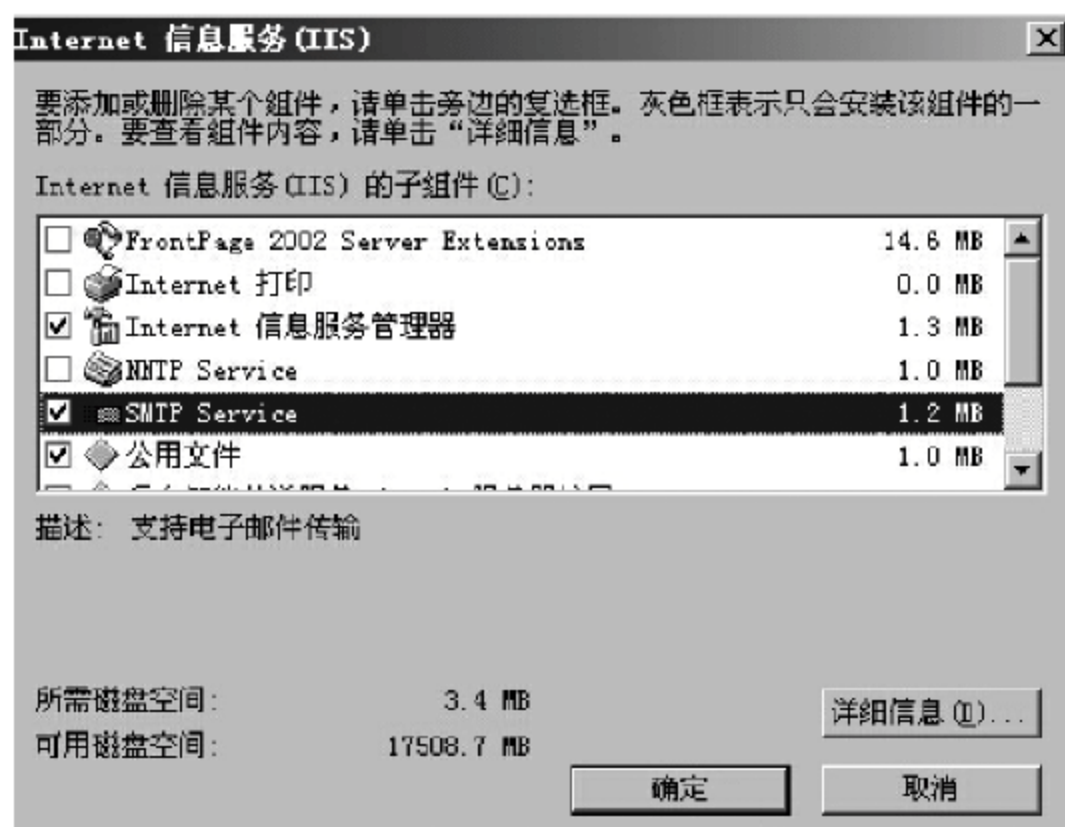 Internet 信息服务(IIS)
要添加或删除某个组件，请单击旁边的复选框。灰色框表示只会安装该组件的一
部分。要查看组件内容，请单击“详细信息”。
Internet 信息服务(IIS) 的子组件(C):
FrontPage 2002 Server Extensions 14.6 MB
Internet 打印 0.0 MB
Internet 信息服务管理器 1.3 MB
NNTP Service 1.0 MB
SMTP Service 1.2 MB
公用文件 1.0 MB
描述: 支持电子邮件传输
所需磁盘空间: 3.4 MB
详细信息(D)...
可用磁盘空间: 17508.7 MB
确定 取消